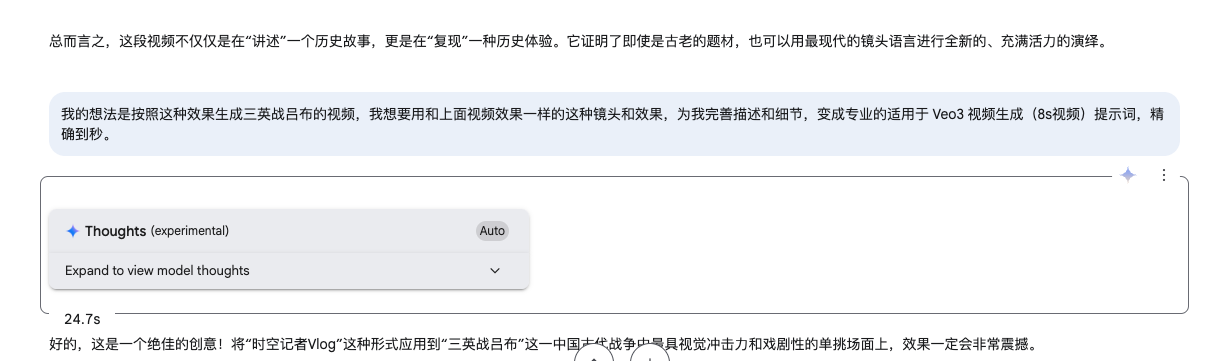 总而言之，这段视频不仅仅是在“讲述”一个历史故事，更是在“复现”一种历史体验。它证明了即使是古老的题材，也可以用最现代的镜头语言进行全新的、充满活力的演绎。
我的想法是按照这种效果生成三英战吕布的视频，我想要用和上面视频效果一样的这种镜头和效果，为我完善描述和细节，变成专业的适用于 Veo3 视频生成（8s视频）提示词，精
确到秒。
Thoughts (experimental) Auto
Expand to view model thoughts
24.7s
好的，这是一个绝佳的创意！将“时空记者Vlog”这种形式应用到“三英战吕布”这一中国古代战争中最具视觉冲击力和戏剧性的单挑场面上，效果一定会非常震撼。